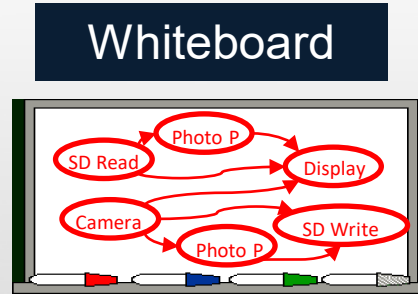 Whiteboard
Photo P
SD Read
Display
Camera
SD Write
Photo P